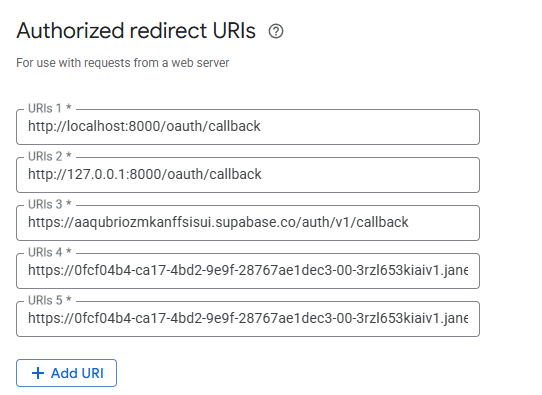 Authorized redirect URIs
For use with requests from a web server
URIs 1 *
http://localhost:8000/oauth/callback
URIs 2 *
http://127.0.0.1:8000/oauth/callback
URIs 3 *
https://aaqubriozmkanffsisui.supabase.co/auth/v1/callback
URIs 4 *
https://0fcf04b4-ca17-4bd2-9e9f-28767ae1dec3-00-3rzl653kiaiv1.jane
URIs 5 *
https://0fcf04b4-ca17-4bd2-9e9f-28767ae1dec3-00-3rzl653kiaiv1.jane
+ Add URI